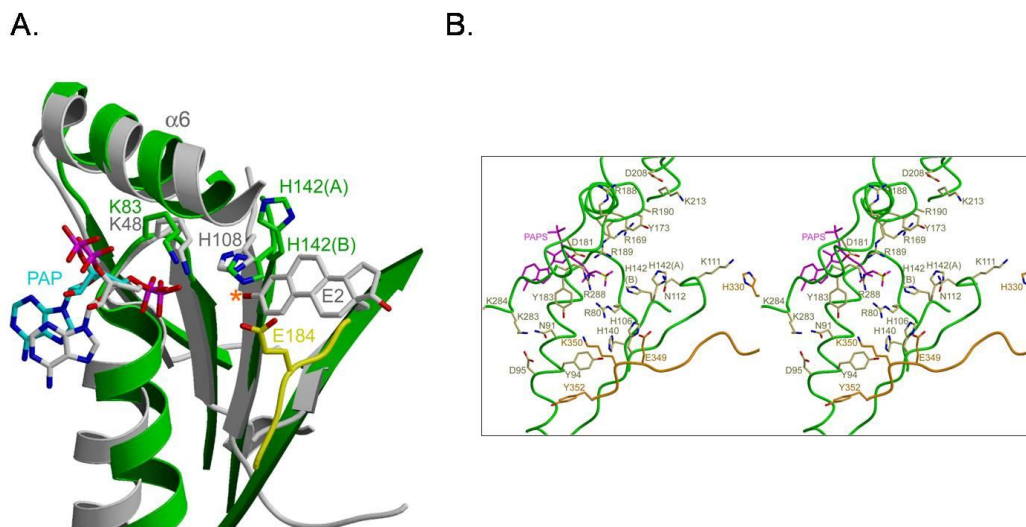 A.
B.
α6
H142(A)
K83
K48
H108
H142(B)
PAP
*
E2
E184
D208
R188
K213
R190
Y173
PAPS
D181
R169
R189
H142
(B)
H142(A)
K111
H330
K284
Y183
R288
N112
R80
K283
N91
H106
H140
K350
E349
D95
Y94
Y352
D208
R188
K213
R190
Y173
PAPS
D181
R169
R189
H142
(B)
H142(A)
K111
H330
K284
Y183
R288
N112
R80
K283
N91
H106
H140
K350
E349
D95
Y94
Y352